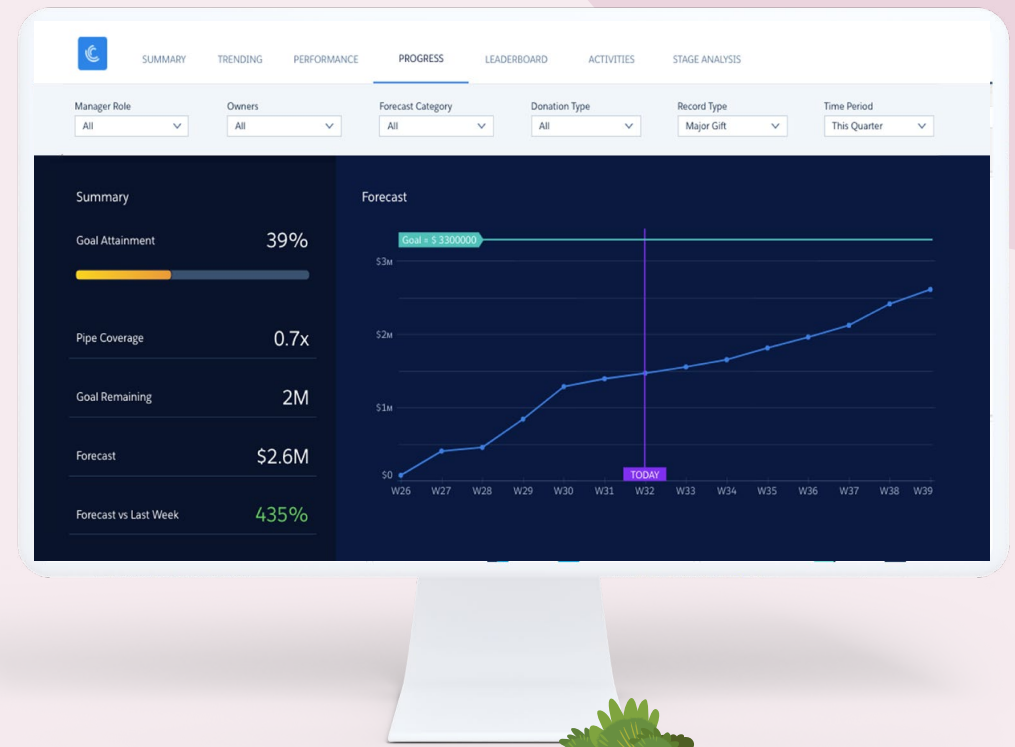 SUMMARY TRENDING PERFORMANCE PROGRESS LEADERBOARD ACTIVITIES STAGE ANALYSIS
Manager Role Owners Forecast Category Donation Type Record Type Time Period
All All All All Major Gift This Quarter
Summary
Goal Attainment 39%
Pipe Coverage 0.7x
Goal Remaining 2M
Forecast $2.6M
Forecast vs Last Week 435%
Forecast
Goal = $ 3300000
$3M
$2M
$1M
$0
TODAY
W26 W27 W28 W29 W30 W31 W32 W33 W34 W35 W36 W37 W38 W39